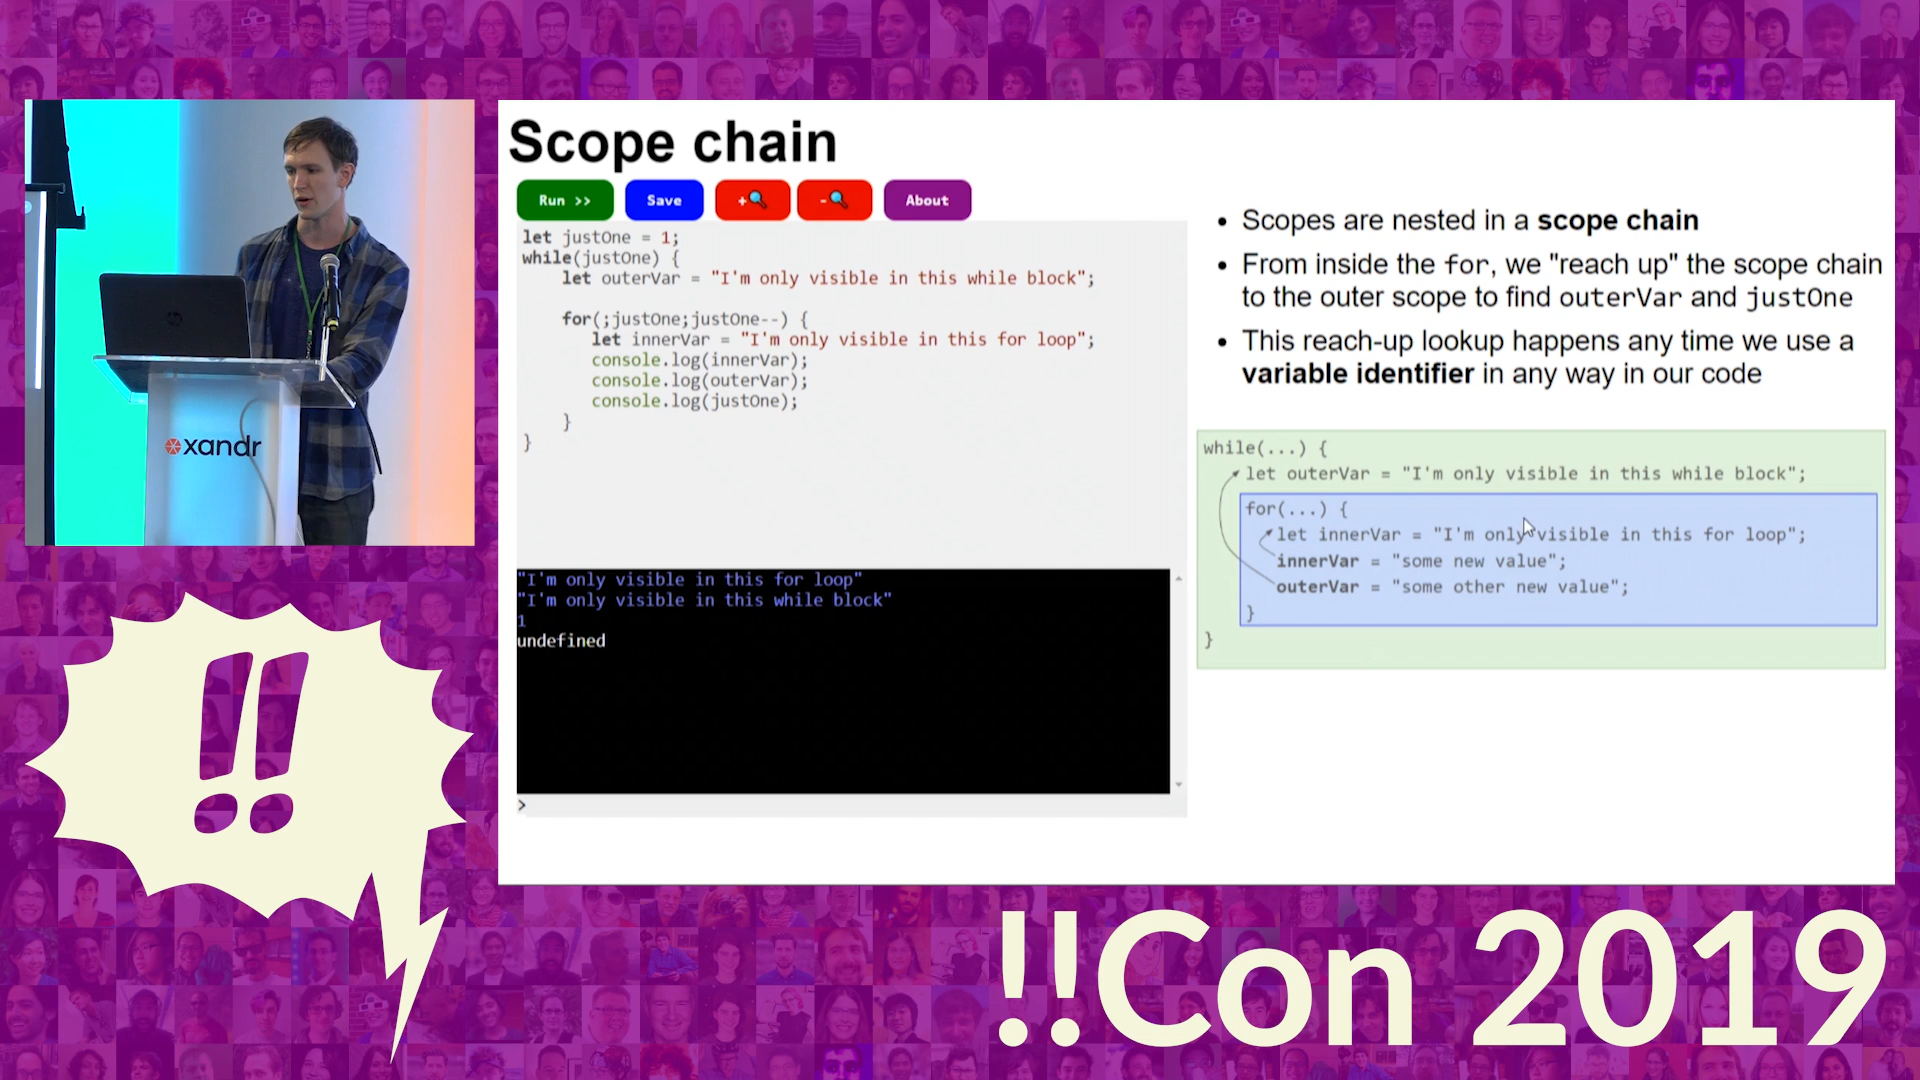 Scope chain
Run >> Save + - About
let justOne = 1;
while(justOne) {
let outerVar = "I'm only visible in this while block";
for(;justOne;justOne--) {
let innerVar = "I'm only visible in this for loop";
console.log(innerVar);
console.log(outerVar);
console.log(justOne);
}
}
"I'm only visible in this for loop"
"I'm only visible in this while block"
1
undefined
>
• Scopes are nested in a scope chain
• From inside the for, we "reach up" the scope chain
to the outer scope to find outerVar and justOne
• This reach-up lookup happens any time we use a
variable identifier in any way in our code
while(...) {
let outerVar = "I'm only visible in this while block";
for(...) {
let innerVar = "I'm only visible in this for loop";
innerVar = "some new value";
outerVar = "some other new value";
}
}
xandr
!!
!!Con 2019